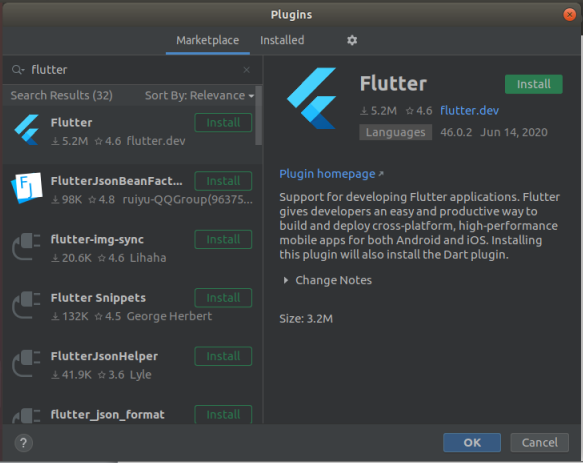 Plugins
Marketplace Installed
flutter
Search Results (32) Sort By: Relevance
Flutter Install
5.2M 4.6 flutter.dev
FlutterJsonBeanFact... Install
98K 4.8 ruiyu-QQGroup(96375...
flutter-img-sync Install
20.6K 4.6 Lihaha
Flutter Snippets Install
132K 4.5 George Herbert
FlutterJsonHelper Install
41.9K 3.6 Lyle
flutter_json_format Install
Flutter Install
5.2M 4.6 flutter.dev
Languages 46.0.2 Jun 14, 2020
Plugin homepage
Support for developing Flutter applications. Flutter
gives developers an easy and productive way to
build and deploy cross-platform, high-performance
mobile apps for both Android and iOS. Installing
this plugin will also install the Dart plugin.
Change Notes
Size: 3.2M
? OK Cancel